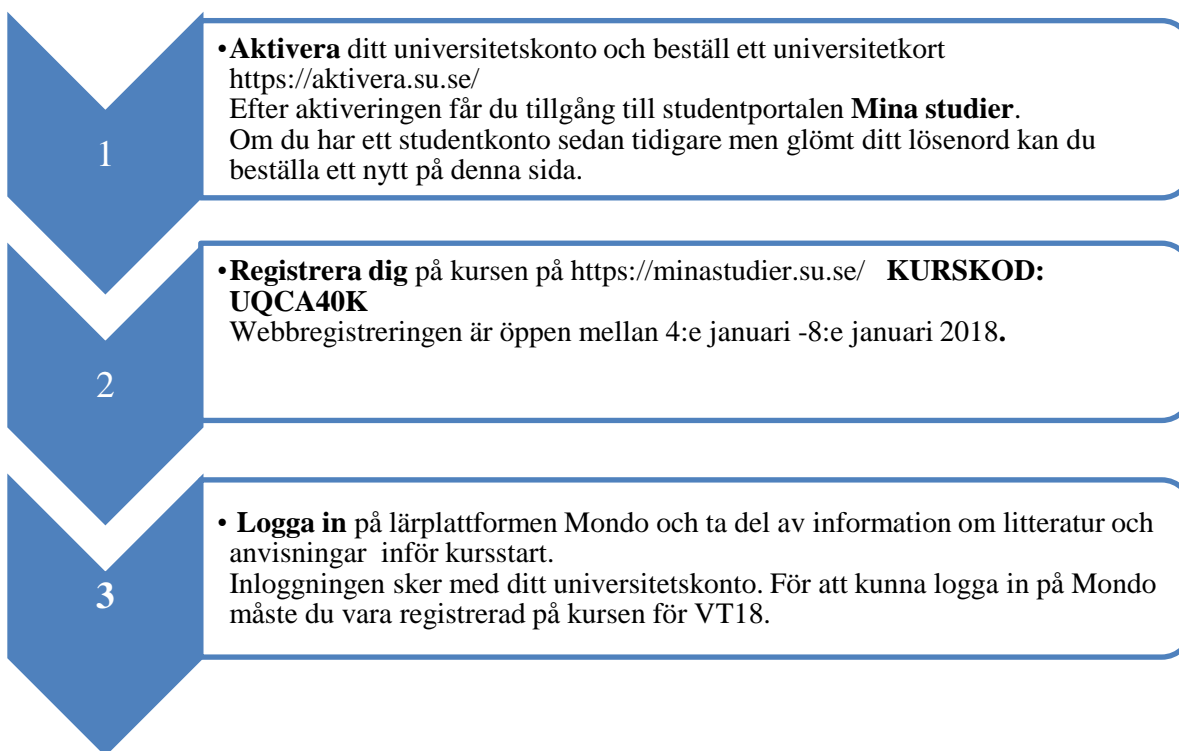 1
•Aktivera ditt universitetskonto och beställ ett universitetkort
https://aktivera.su.se/
Efter aktiveringen får du tillgång till studentportalen Mina studier.
Om du har ett studentkonto sedan tidigare men glömt ditt lösenord kan du
beställa ett nytt på denna sida.
2
•Registrera dig på kursen på https://minastudier.su.se/ KURSKOD:
UQCA40K
Webbregistreringen är öppen mellan 4:e januari -8:e januari 2018.
3
• Logga in på lärplattformen Mondo och ta del av information om litteratur och
anvisningar inför kursstart.
Inloggningen sker med ditt universitetskonto. För att kunna logga in på Mondo
måste du vara registrerad på kursen för VT18.